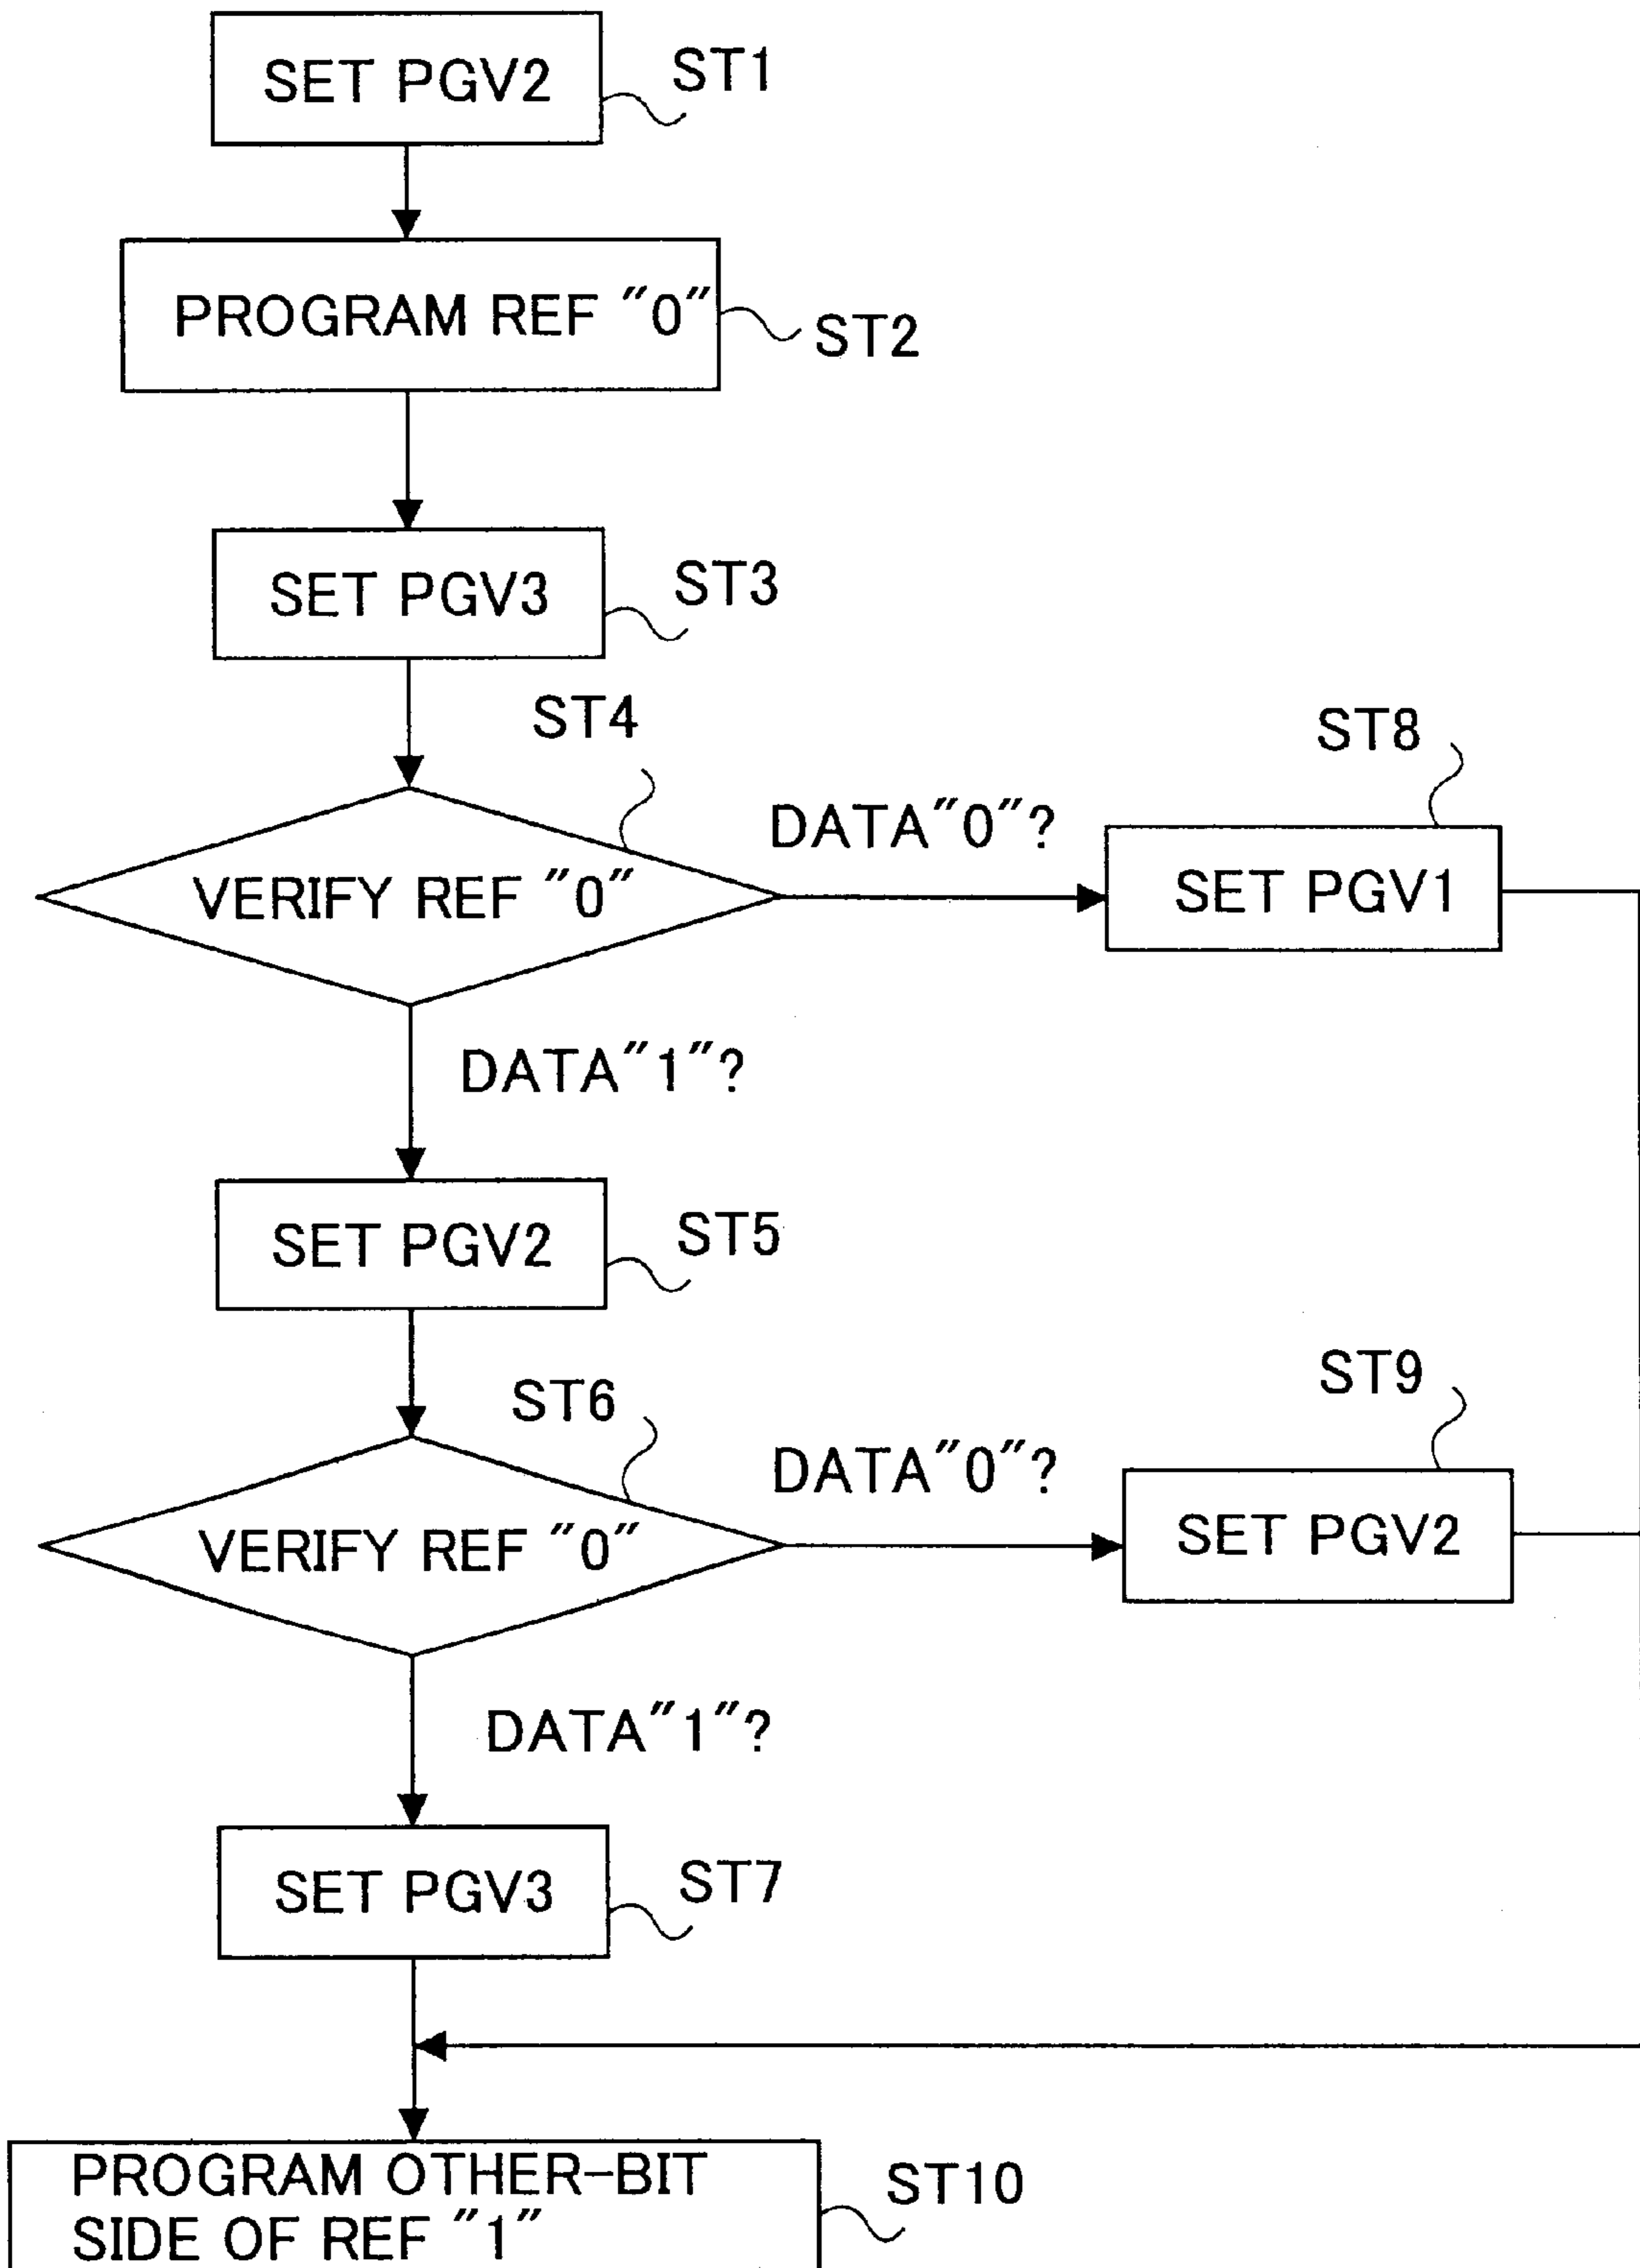 SET PGV2
ST1
PROGRAM REF "0"
ST2
SET PGV3
ST3
ST4
VERIFY REF "0"
DATA"0"?
ST8
SET PGV1
DATA"1"?
SET PGV2
ST5
ST6
VERIFY REF "0"
DATA"0"?
ST9
SET PGV2
DATA"1"?
SET PGV3
ST7
PROGRAM OTHER-BIT
SIDE OF REF "1"
ST10